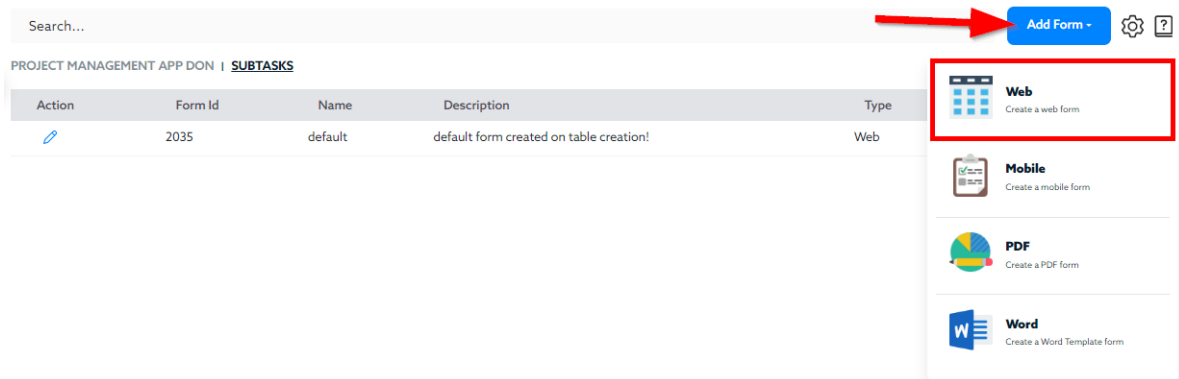 Search...
Add Form
?
PROJECT MANAGEMENT APP DON | SUBTASKS
Action Form Id Name Description Type
2035 default default form created on table creation! Web
Web
Create a web form
Mobile
Create a mobile form
PDF
Create a PDF form
W
Word
Create a Word Template form